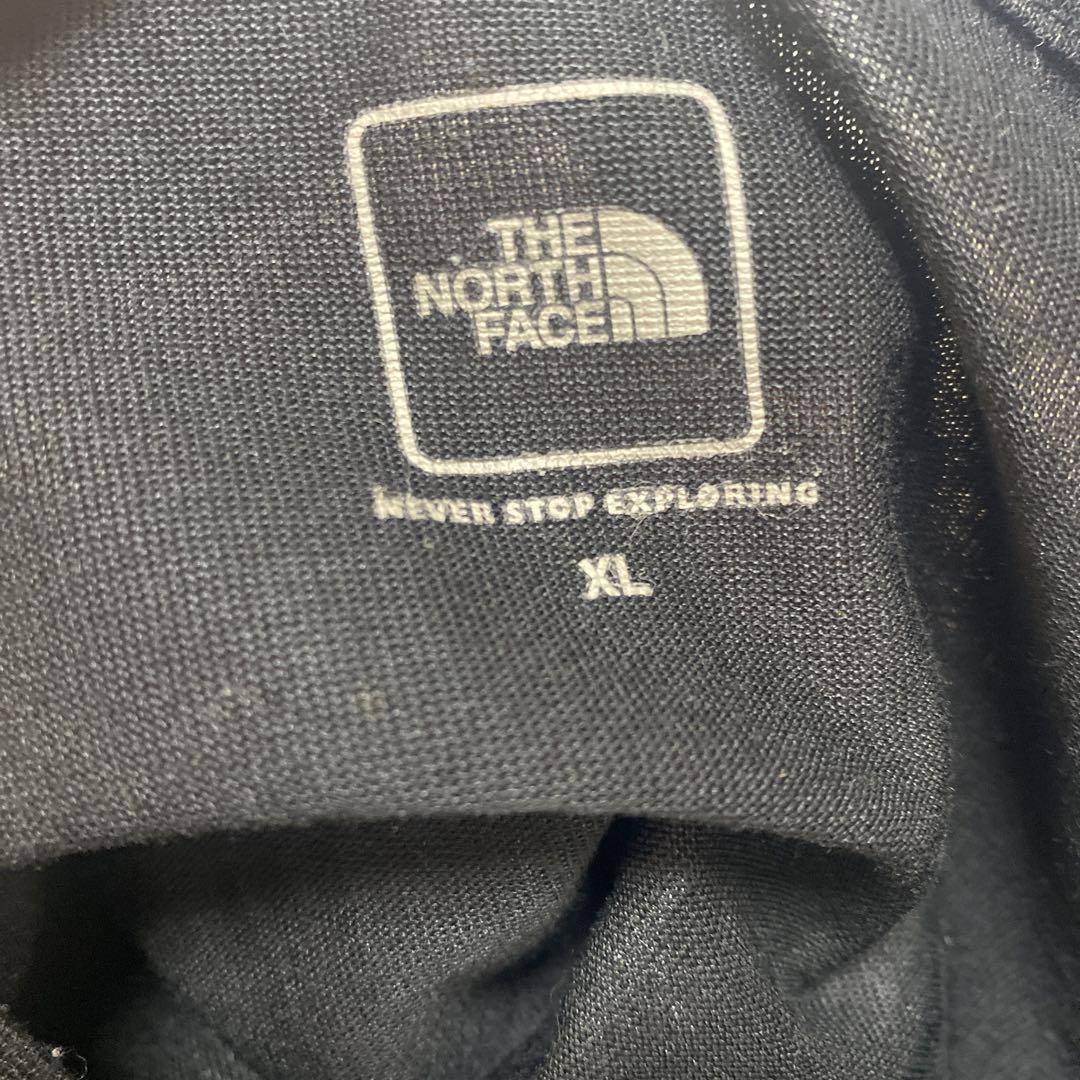 THE
NORTH
FACE
NEVER STOP EXPLORING
XL